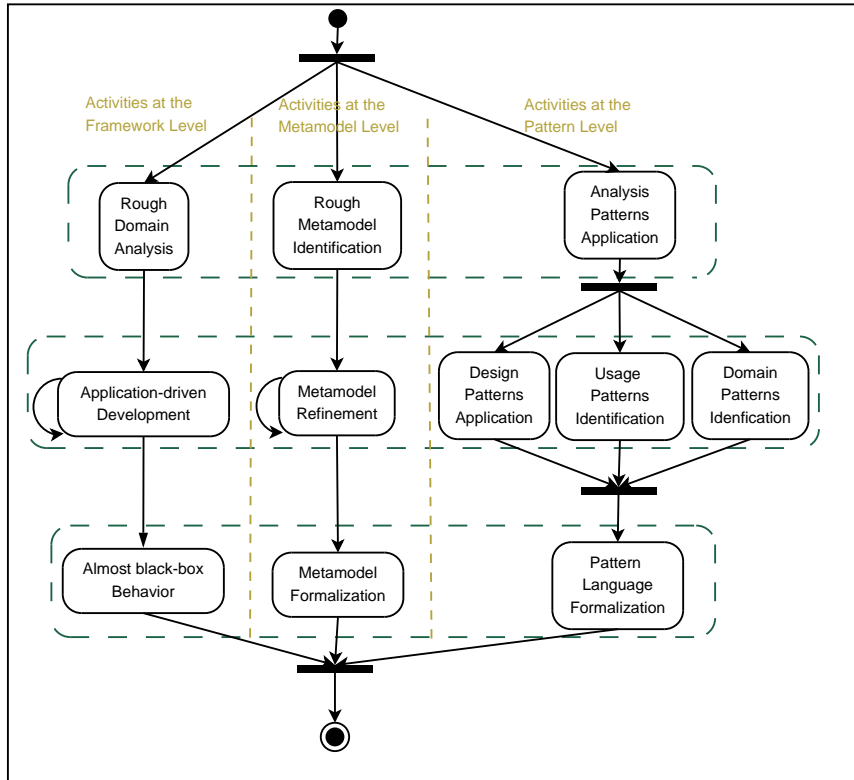 Activities at the
Framework Level
Activities at the
Metamodel Level
Activities at the
Pattern Level
Rough
Domain
Analysis
Rough
Metamodel
Identification
Analysis
Patterns
Application
Application-driven
Development
Metamodel
Refinement
Design
Patterns
Application
Usage
Patterns
Identification
Domain
Patterns
Idenfication
Almost black-box
Behavior
Metamodel
Formalization
Pattern
Language
Formalization